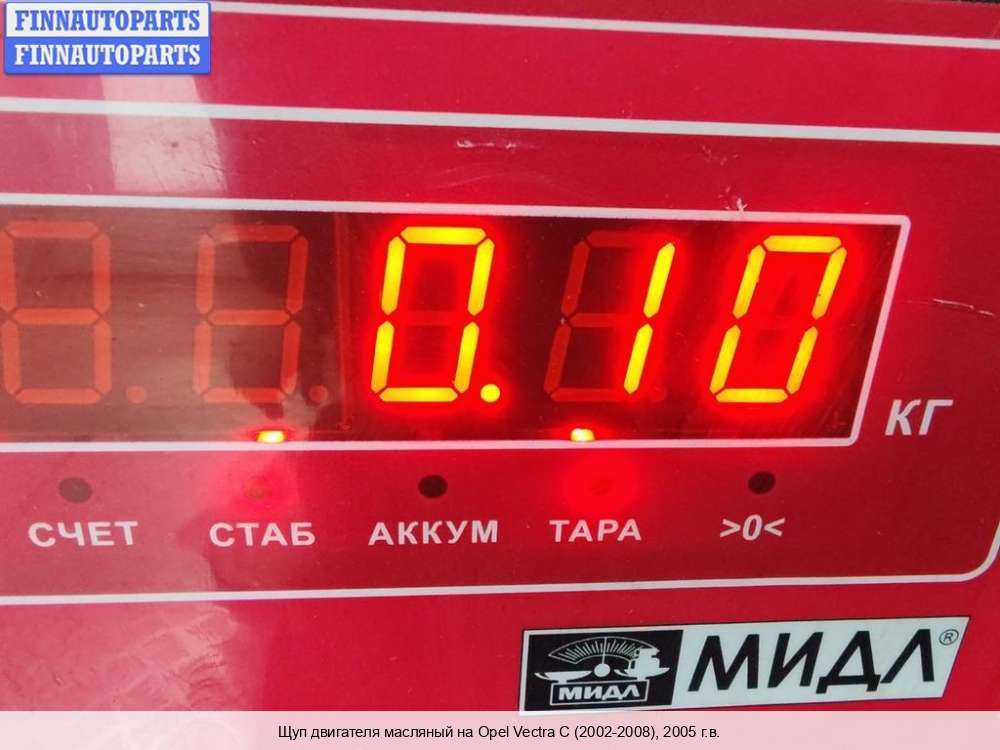 FINNAUTOPARTS
FINNAUTOPARTS
0.10
КГ
СЧЕТ СТАБ АККУМ ТАРА >0<
МИДЛ МИДЛ®
Щуп двигателя масляный на Opel Vectra C (2002-2008), 2005 г.в.